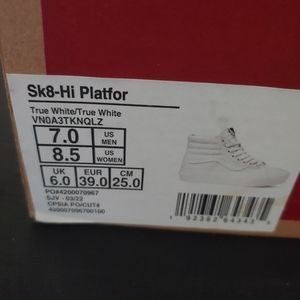 Sk8-Hi Platfor
True White/True White
VN0A3TKNQLZ
7.0 US MEN
8.5 US WOMEN
UK EUR CM
6.0 39.0 25.0
PO#4200070967
SJV - 03/22
CPSIA PO/CUT#
420007096700100